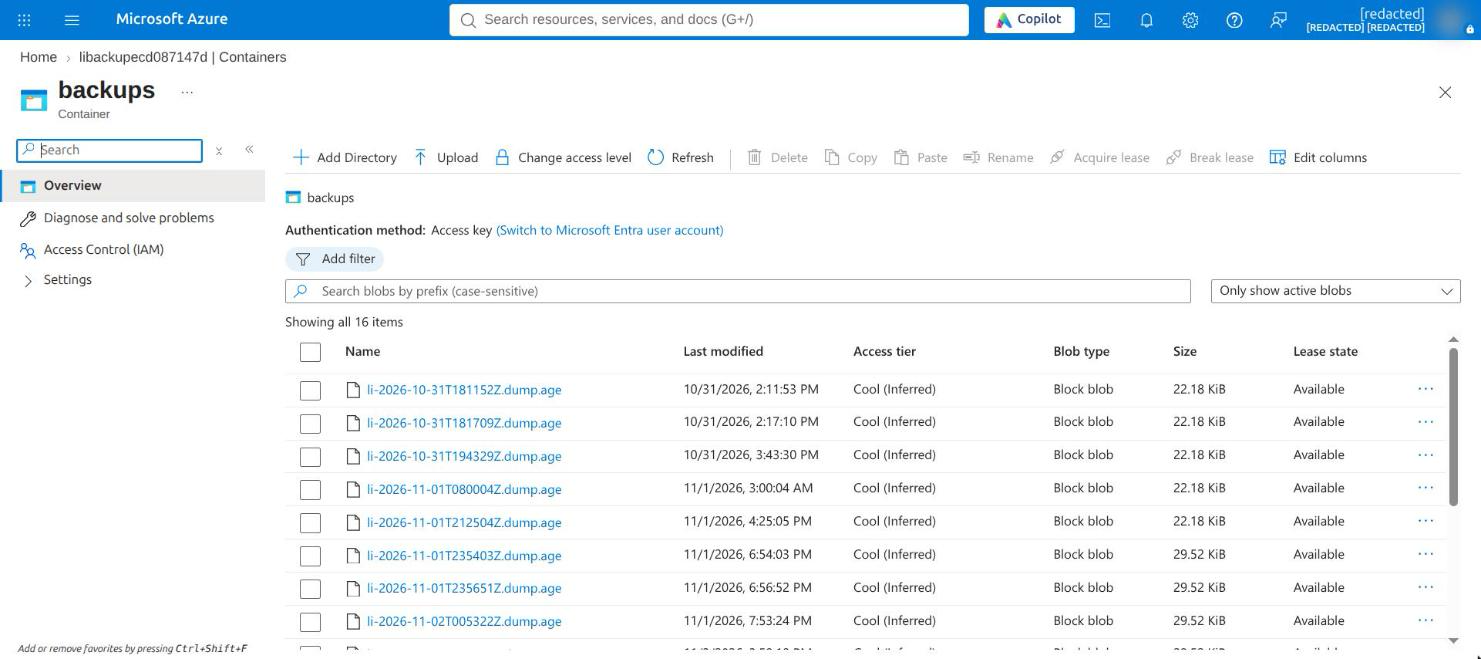 Microsoft Azure
Search resources, services, and docs (G+/)
Copilot
[redacted]
[REDACTED] [REDACTED]
Home › libackupecd087147d | Containers
backups ...
Container
Search
Overview
Diagnose and solve problems
Access Control (IAM)
Settings
Add or remove favorites by pressing Ctrl+Shift+F
Add Directory Upload Change access level Refresh Delete Copy Paste Rename Acquire lease Break lease Edit columns
backups
Authentication method: Access key (Switch to Microsoft Entra user account)
Add filter
Search blobs by prefix (case-sensitive) Only show active blobs
Showing all 16 items
Name Last modified Access tier Blob type Size Lease state
li-2026-10-31T181152Z.dump.age 10/31/2026, 2:11:53 PM Cool (Inferred) Block blob 22.18 KiB Available ...
li-2026-10-31T181709Z.dump.age 10/31/2026, 2:17:10 PM Cool (Inferred) Block blob 22.18 KiB Available ...
li-2026-10-31T194329Z.dump.age 10/31/2026, 3:43:30 PM Cool (Inferred) Block blob 22.18 KiB Available ...
li-2026-11-01T080004Z.dump.age 11/1/2026, 3:00:04 AM Cool (Inferred) Block blob 22.18 KiB Available ...
li-2026-11-01T212504Z.dump.age 11/1/2026, 4:25:05 PM Cool (Inferred) Block blob 22.18 KiB Available ...
li-2026-11-01T235403Z.dump.age 11/1/2026, 6:54:03 PM Cool (Inferred) Block blob 29.52 KiB Available ...
li-2026-11-01T235651Z.dump.age 11/1/2026, 6:56:52 PM Cool (Inferred) Block blob 29.52 KiB Available ...
li-2026-11-02T005322Z.dump.age 11/1/2026, 7:53:24 PM Cool (Inferred) Block blob 29.52 KiB Available ...